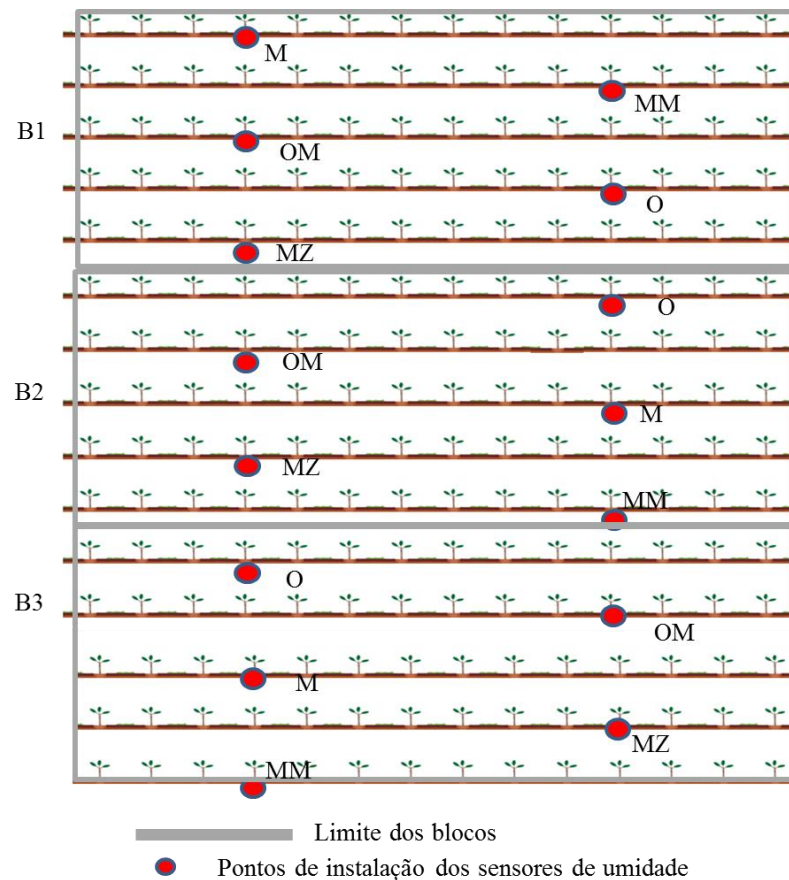 M
MM
B1
OM
O
MZ
O
OM
B2
M
MZ
MM
O
B3
OM
M
MZ
MM
Limite dos blocos
Pontos de instalação dos sensores de umidade